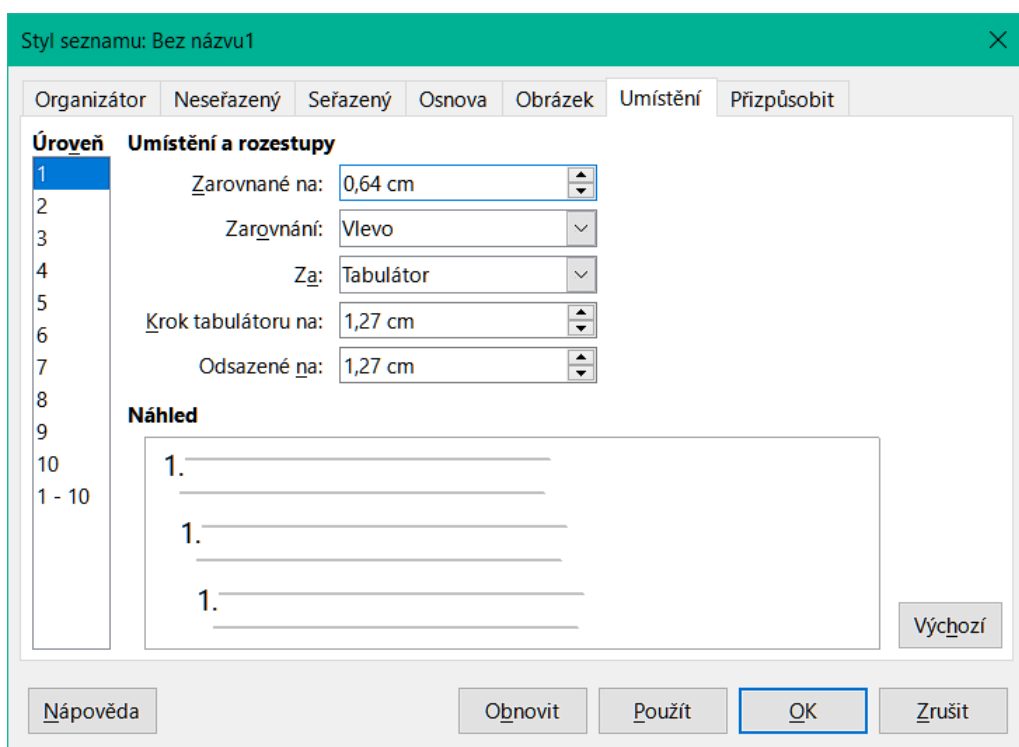 Styl seznamu: Bez názvu1
Organizátor Neseřazený Seřazený Osnova Obrázek Umístění Přizpůsobit
Úroveň
1
2
3
4
5
6
7
8
9
10
1 - 10
Umístění a rozestupy
Zarovnané na: 0,64 cm
Zarovnání: Vlevo
Za: Tabulátor
Krok tabulátoru na: 1,27 cm
Odsazené na: 1,27 cm
Náhled
1.
1.
1.
Výchozí
Nápověda Obnovit Použít OK Zrušit